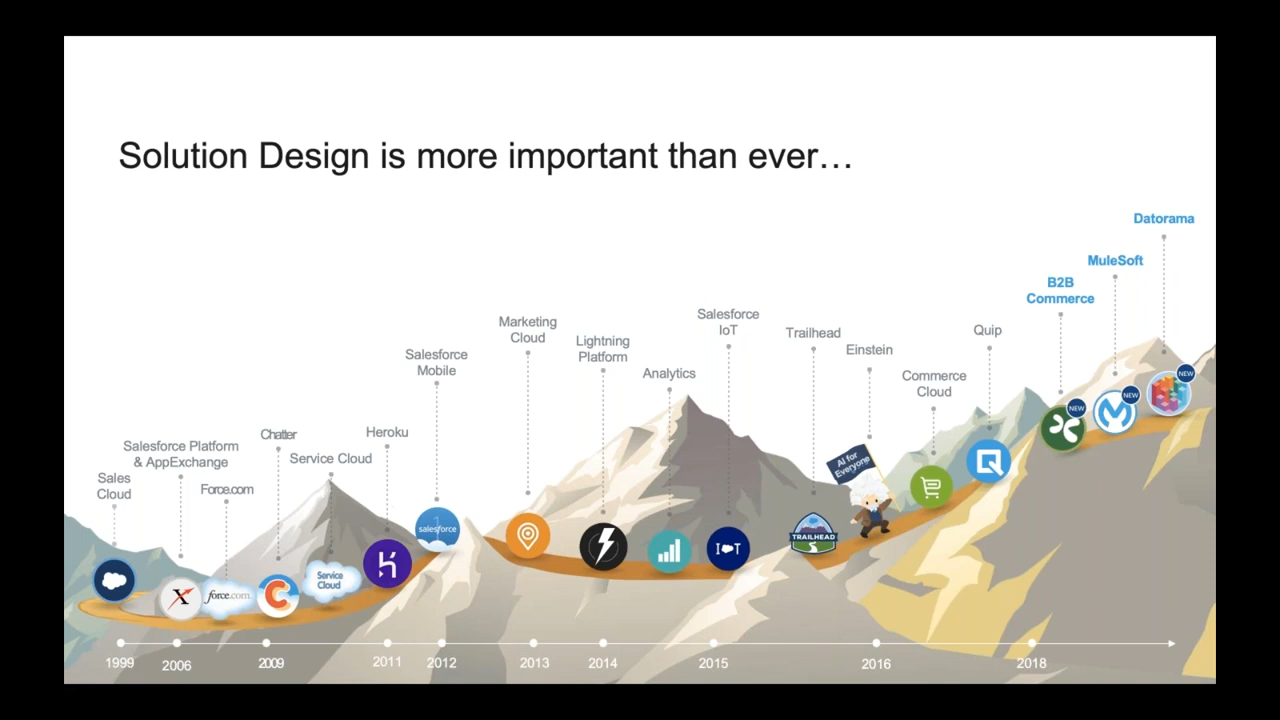 Solution Design is more important than ever…
Datorama
MuleSoft
B2B
Commerce
Salesforce
IoT
Marketing
Cloud
Lightning
Platform
Trailhead
Quip
Einstein
Salesforce
Mobile
Analytics
Commerce
Cloud
Heroku
Chatter
Salesforce Platform
& AppExchange
Service Cloud
Sales
Cloud
Force.com
NEW
NEW
NEW
AI for
Everyone
salesforce
TRAILHEAD
IoT
Service
Cloud
X
force.com
C
1999
2006
2009
2011
2012
2013
2014
2015
2016
2018